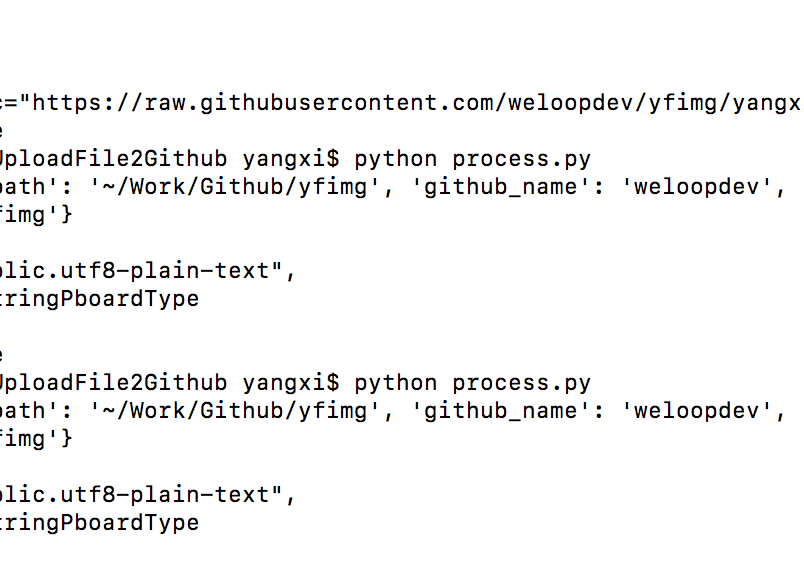 c="https://raw.githubusercontent.com/weloopdev/yfimg/yangx
e
UploadFile2Github yangxi$ python process.py
path': '~/Work/Github/yfimg', 'github_name': 'weloopdev',
fimg'}
blic.utf8-plain-text",
tringPboardType
e
UploadFile2Github yangxi$ python process.py
path': '~/Work/Github/yfimg', 'github_name': 'weloopdev',
fimg'}
blic.utf8-plain-text",
tringPboardType